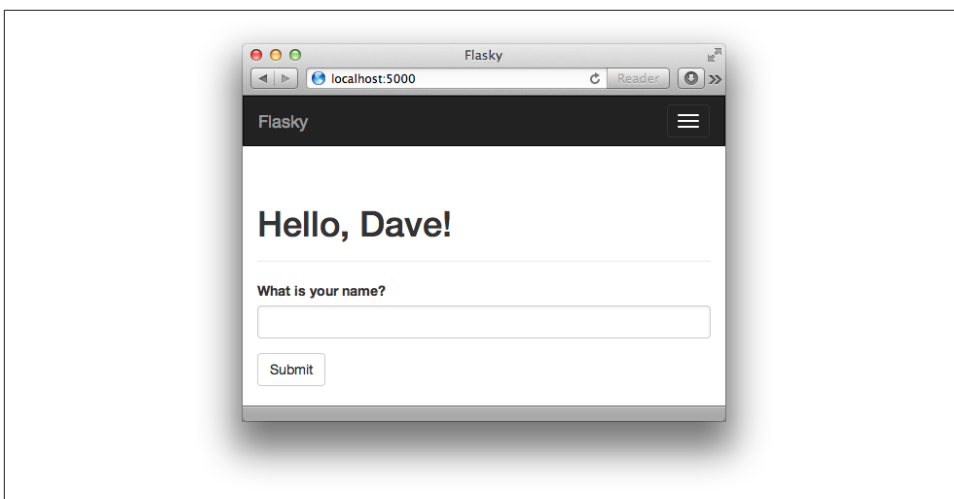 Flasky
localhost:5000
Reader
Flasky
Hello, Dave!
What is your name?
Submit